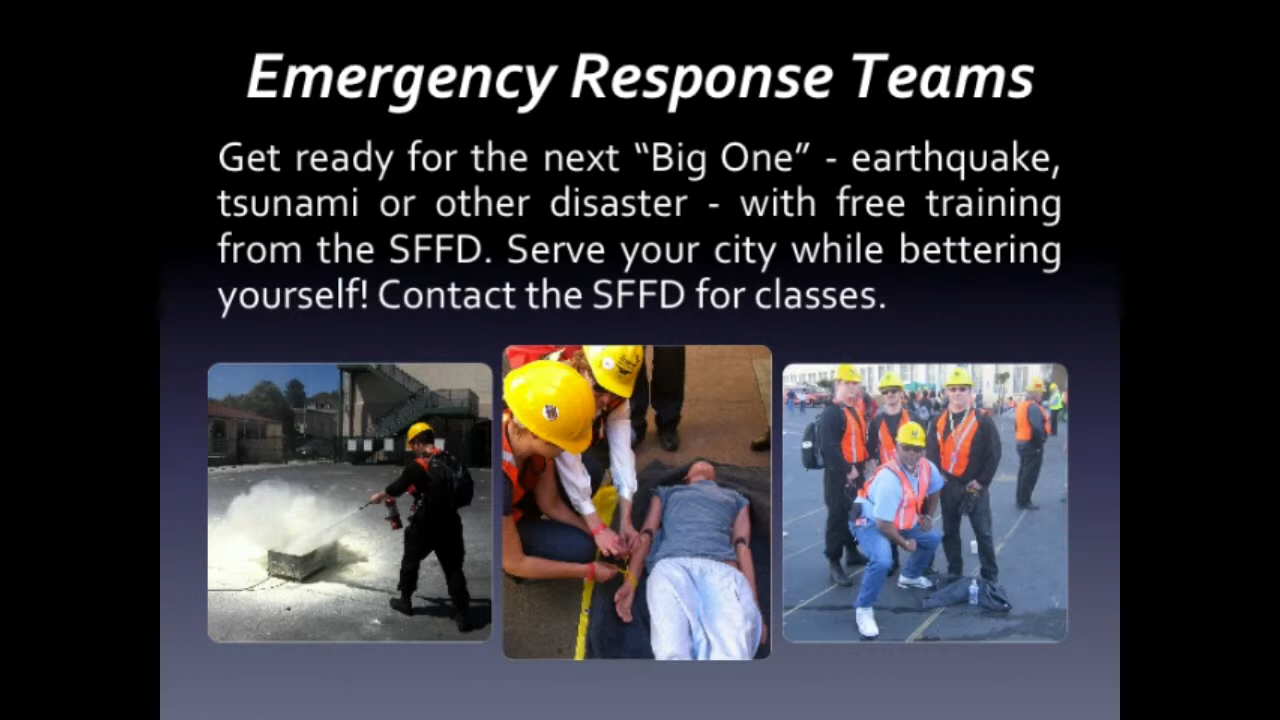 Emergency Response Teams
Get ready for the next “Big One” - earthquake,
tsunami or other disaster - with free training
from the SFFD. Serve your city while bettering
yourself! Contact the SFFD for classes.